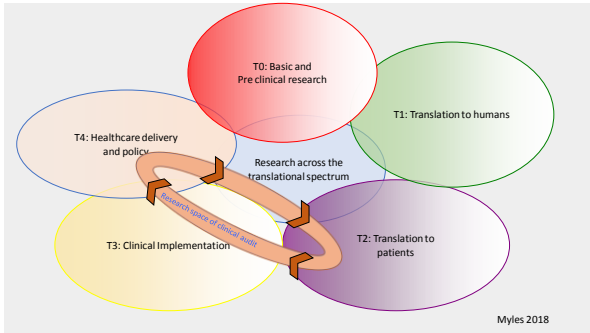 T0: Basic and
Pre clinical research
T1: Translation to humans
T4: Healthcare delivery
and policy
Research across the
translational spectrum
Research space of clinical audit
T3: Clinical Implementation
T2: Translation to
patients
Myles 2018